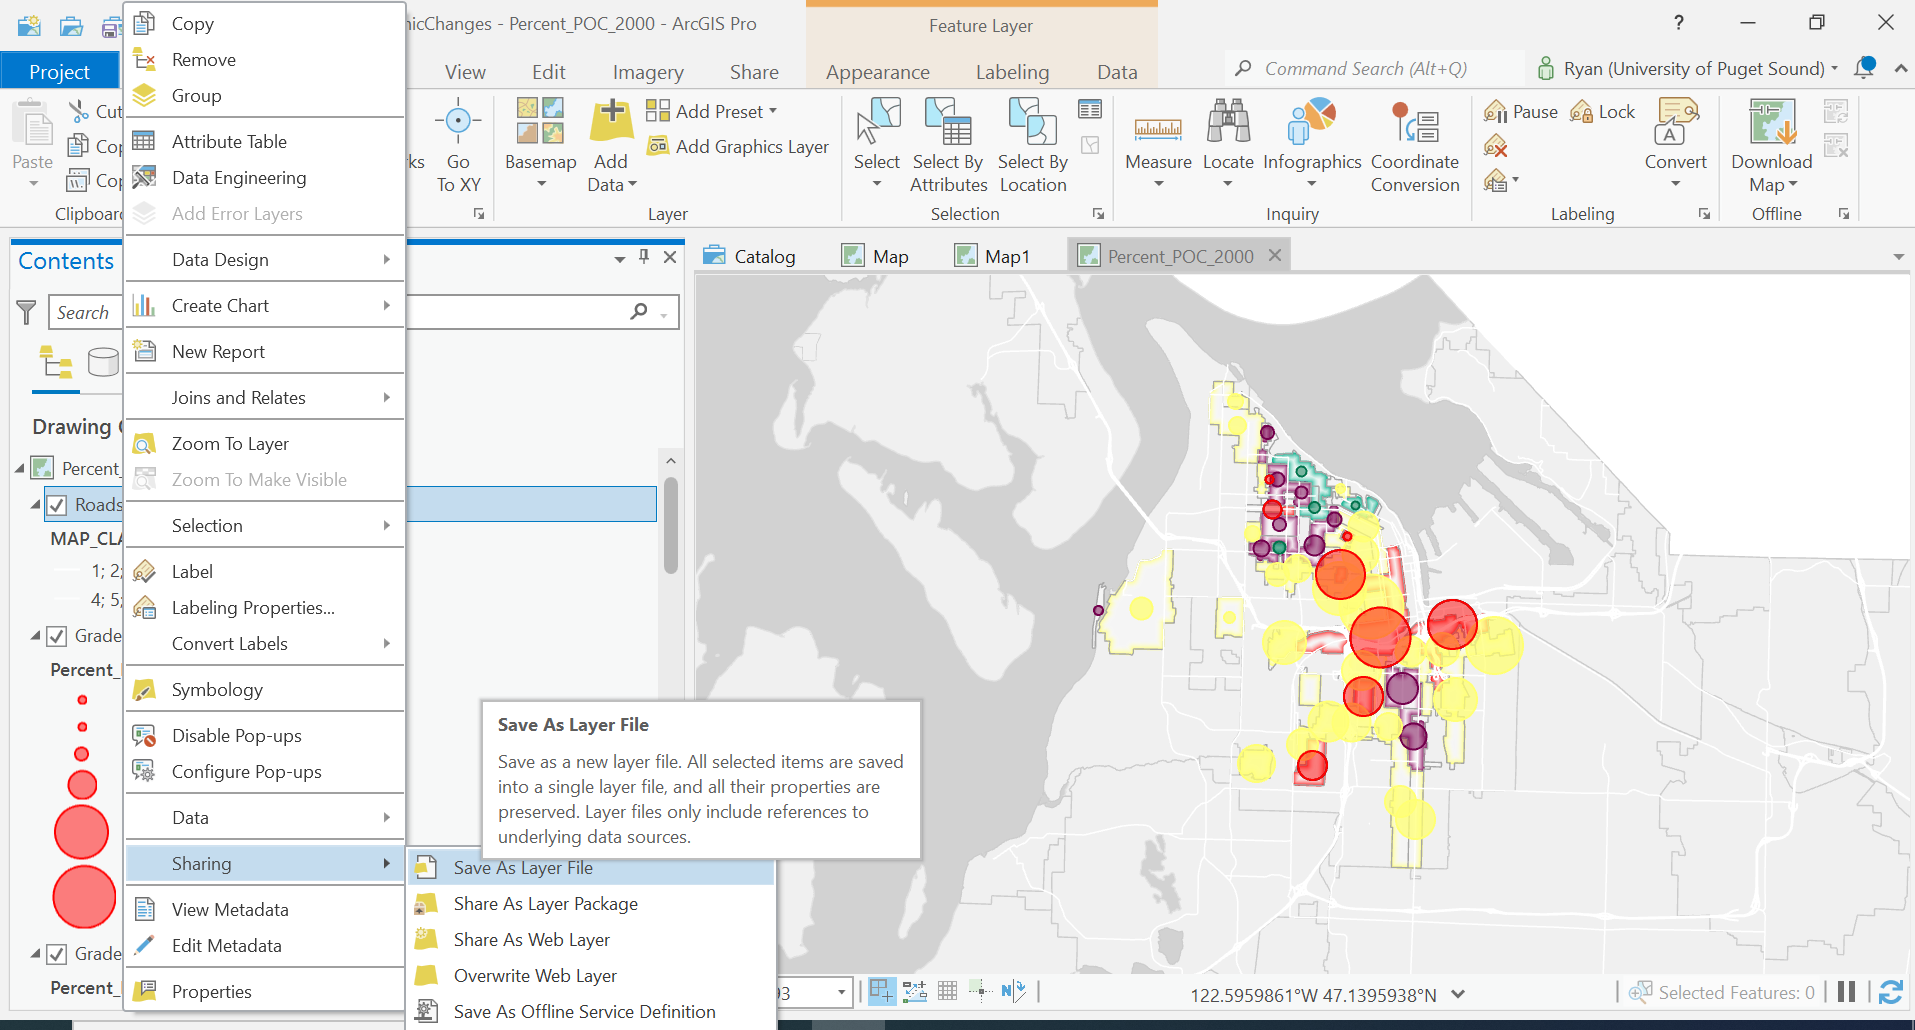 nicChanges - Percent_POC_2000 - ArcGIS Pro
Feature Layer
?
Project
View
Edit
Imagery
Share
Appearance
Labeling
Data
Command Search (Alt+Q)
Ryan (University of Puget Sound)
Paste
Cut
Cop
Cop
Clipboard
ks
Go
To XY
Basemap
Add
Data
Add Preset
Add Graphics Layer
Layer
Select
Select By
Attributes
Select By
Location
Selection
Measure
Locate
Infographics
Coordinate
Conversion
Inquiry
Pause
Lock
Convert
Labeling
Download
Map
Offline
Contents
Search
Drawing
Percent_
Roads
MAP_CLA
1; 2;
4; 5;
Grade
Percent_
Grade
Percent_
Copy
Remove
Group
Attribute Table
Data Engineering
Add Error Layers
Data Design
Create Chart
New Report
Joins and Relates
Zoom To Layer
Zoom To Make Visible
Selection
Label
Labeling Properties...
Convert Labels
Symbology
Disable Pop-ups
Configure Pop-ups
Data
Sharing
View Metadata
Edit Metadata
Properties
Catalog
Map
Map1
Percent_POC_2000
Save As Layer File
Save as a new layer file. All selected items are saved
into a single layer file, and all their properties are
preserved. Layer files only include references to
underlying data sources.
Save As Layer File
Share As Layer Package
Share As Web Layer
Overwrite Web Layer
Save As Offline Service Definition
93
122.5959861°W 47.1395938°N
Selected Features: 0